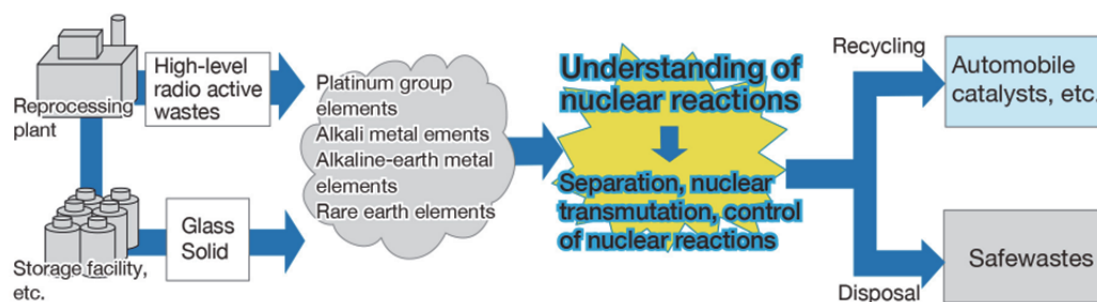 Reprocessing
plant
High-level
radio active
wastes
Storage facility,
etc.
Glass
Solid
Platinum group
elements
Alkali metal ements
Alkaline-earth metal
elements
Rare earth elements
Understanding of
nuclear reactions
Separation, nuclear
transmutation, control
of nuclear reactions
Recycling
Automobile
catalysts, etc.
Disposal
Safewastes